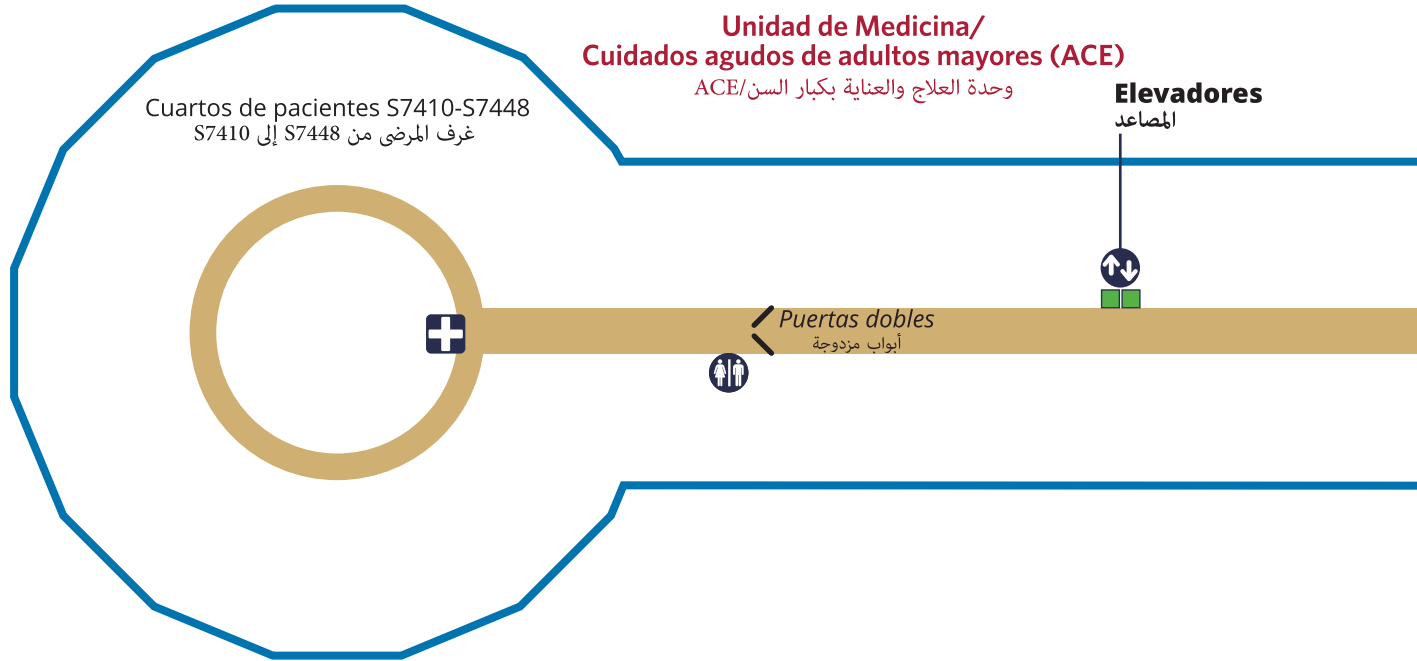 Unidad de Medicina/
Cuidados agudos de adultos mayores (ACE)
وحدة العلاج والعناية بكبار السن/ACE
Cuartos de pacientes S7410-S7448
غرف المرضى من S7448 إلى S7410
Elevadores
المصاعد
Puertas dobles
أبواب مزدوجة